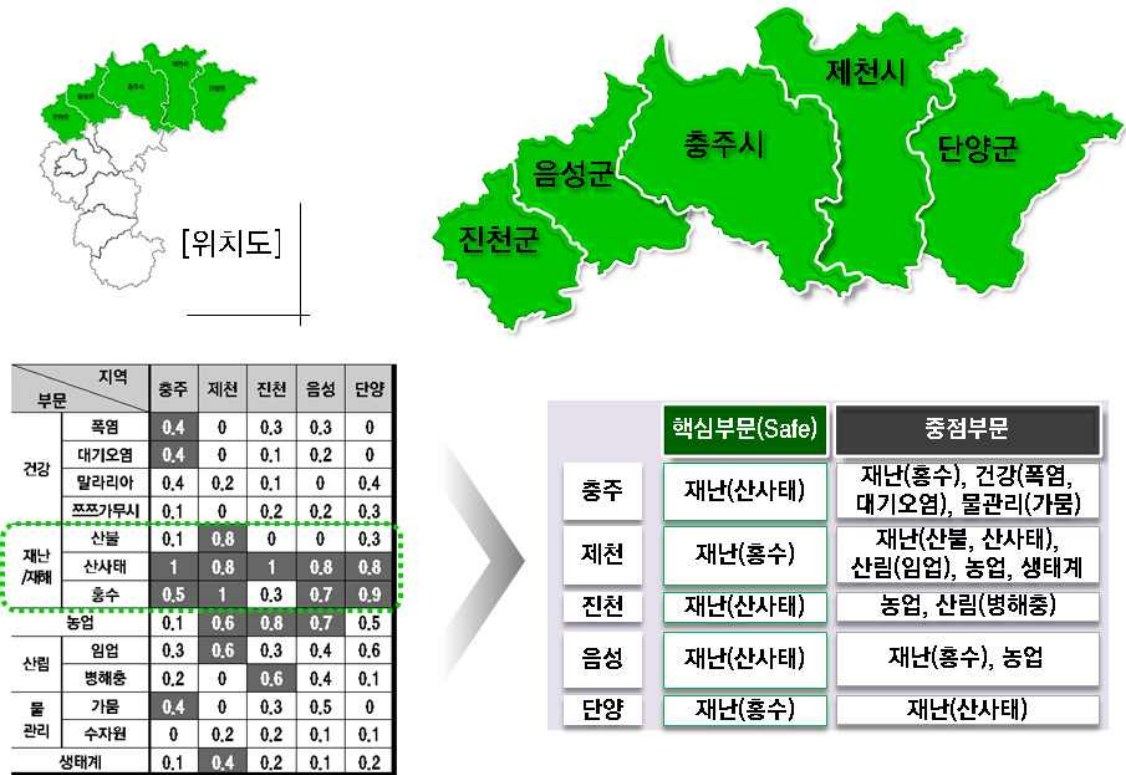 제천시
충주시
단양군
음성군
진천군
[위치도]
지역
부문
충주 제천 진천 음성 단양
건강
폭염 0.4 0 0.3 0.3 0
대기오염 0.4 0 0.1 0.2 0
말라리아 0.4 0.2 0.1 0 0.4
쯔쯔가무시 0.1 0 0.2 0.2 0.3
재난
/재해
산불 0.1 0.8 0 0 0.3
산사태 1 0.8 1 0.8 0.8
홍수 0.5 1 0.3 0.7 0.9
농업 0.1 0.6 0.8 0.7 0.5
산림
임업 0.3 0.6 0.3 0.4 0.6
병해충 0.2 0 0.6 0.4 0.1
물
관리
가뭄 0.4 0 0.3 0.5 0
수자원 0 0.2 0.2 0.1 0.1
생태계 0.1 0.4 0.2 0.1 0.2
핵심부문(Safe) 중점부문
충주 재난(산사태) 재난(홍수), 건강(폭염,
대기오염), 물관리(가뭄)
제천 재난(홍수) 재난(산불, 산사태),
산림(임업), 농업, 생태계
진천 재난(산사태) 농업, 산림(병해충)
음성 재난(산사태) 재난(홍수), 농업
단양 재난(홍수) 재난(산사태)